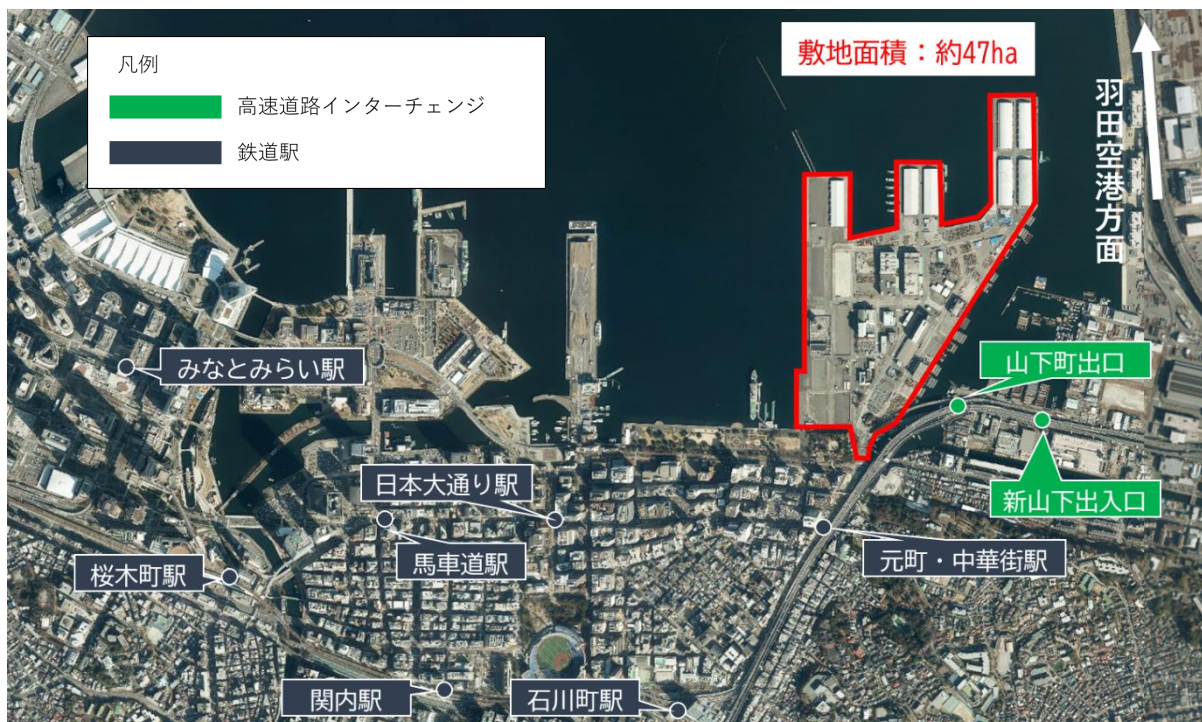 凡例
高速道路インターチェンジ
鉄道駅
敷地面積：約47ha
羽田空港方面
みなとみらい駅
山下町出口
新山下出入口
日本大通り駅
馬車道駅
元町・中華街駅
桜木町駅
関内駅
石川町駅